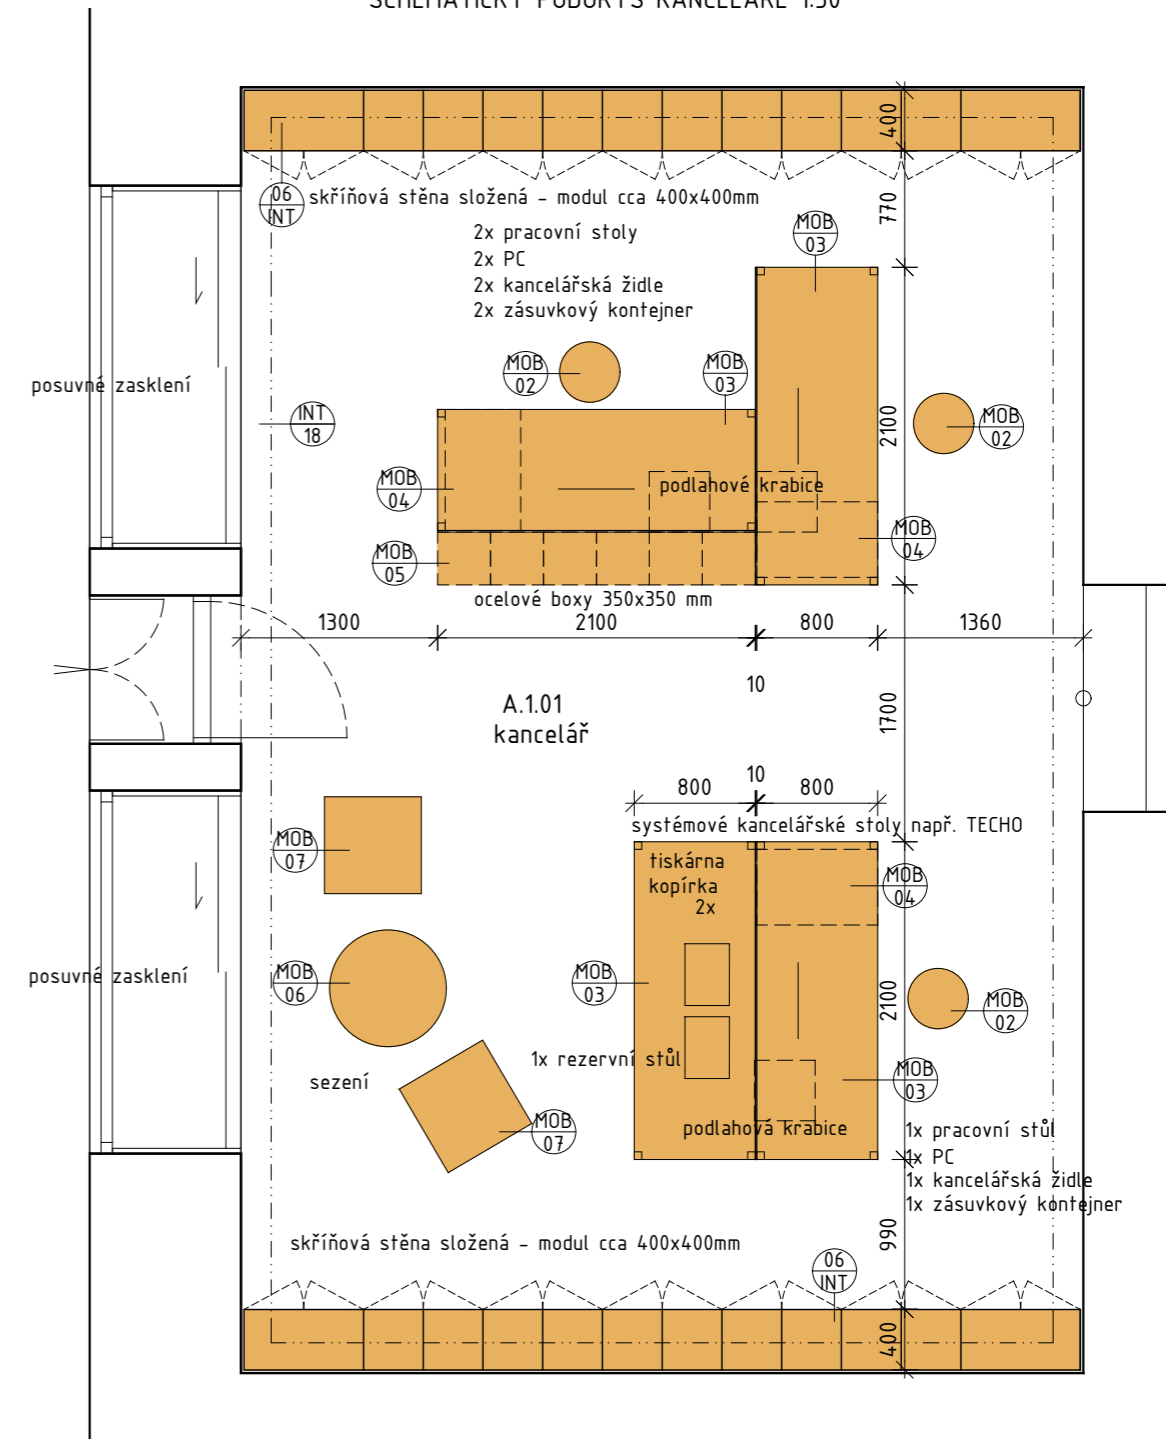 SCHEMATICKÝ PŮDORYS KANCELÁŘE 1:50
400
06
INT
skříňová stěna složená - modul cca 400x400mm
770
MOB
03
2x pracovní stoly
2x PC
2x kancelářská židle
2x zásuvkový kontejner
MOB
02
MOB
03
posuvné zasklení
INT
18
2100
MOB
02
MOB
04
podlahové krabice
MOB
04
MOB
05
ocelové boxy 350x350 mm
1300
2100
800
1360
10
A.1.01
kancelář
1700
800
10
800
systémové kancelářské stoly např. TECHO
MOB
07
tiskárna
kopírka
2x
MOB
04
posuvné zasklení
MOB
06
MOB
03
2100
MOB
02
sezení
1x rezervní stůl
MOB
03
MOB
07
podlahová krabice
1x pracovní stůl
1x PC
1x kancelářská židle
1x zásuvkový kontejner
990
skříňová stěna složená - modul cca 400x400mm
06
INT
400